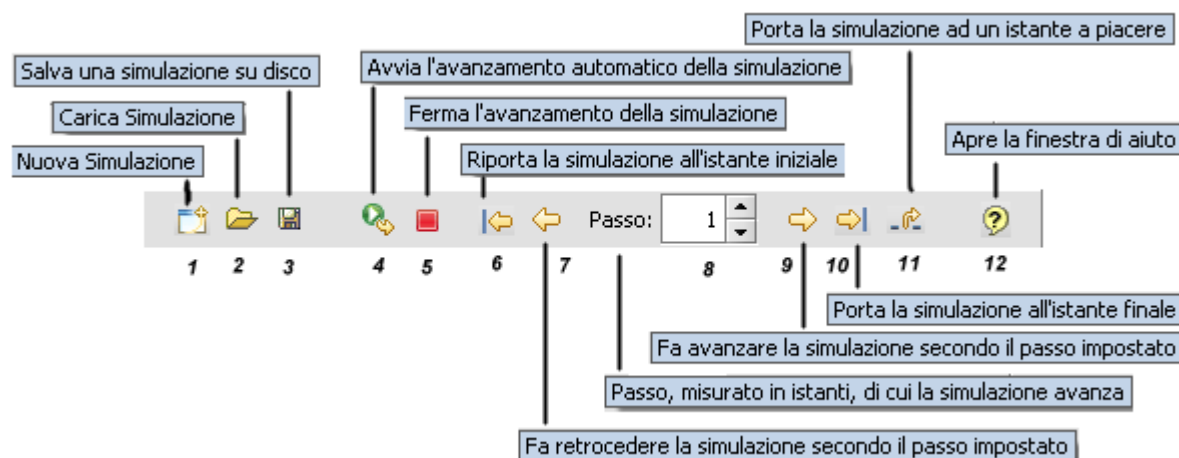 Porta la simulazione ad un istante a piacere
Salva una simulazione su disco
Avvia l'avanzamento automatico della simulazione
Carica Simulazione
Ferma l'avanzamento della simulazione
Apre la finestra di aiuto
Nuova Simulazione
Riporta la simulazione all'istante iniziale
Passo: 1
1 2 3 4 5 6 7 8 9 10 11 12
Porta la simulazione all'istante finale
Fa avanzare la simulazione secondo il passo impostato
Passo, misurato in istanti, di cui la simulazione avanza
Fa retrocedere la simulazione secondo il passo impostato